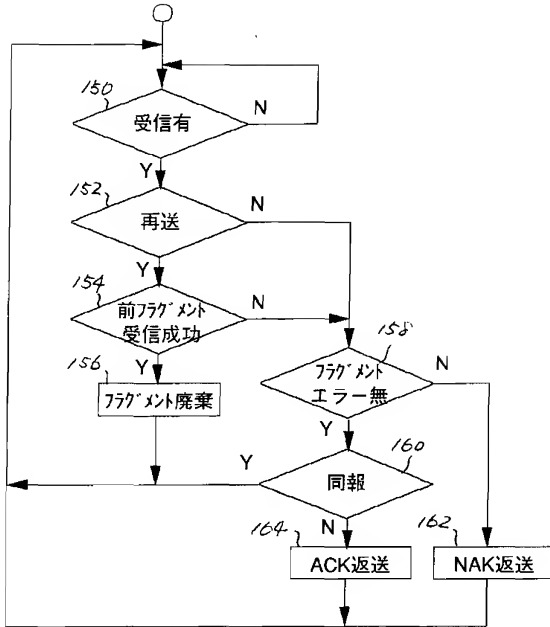 150
受信有
N
Y
152
再送
N
Y
154
前フラグメント
受信成功
N
Y
156
フラグメント廃棄
158
フラグメント
エラー無
N
Y
160
同報
Y
N
164
ACK返送
162
NAK返送